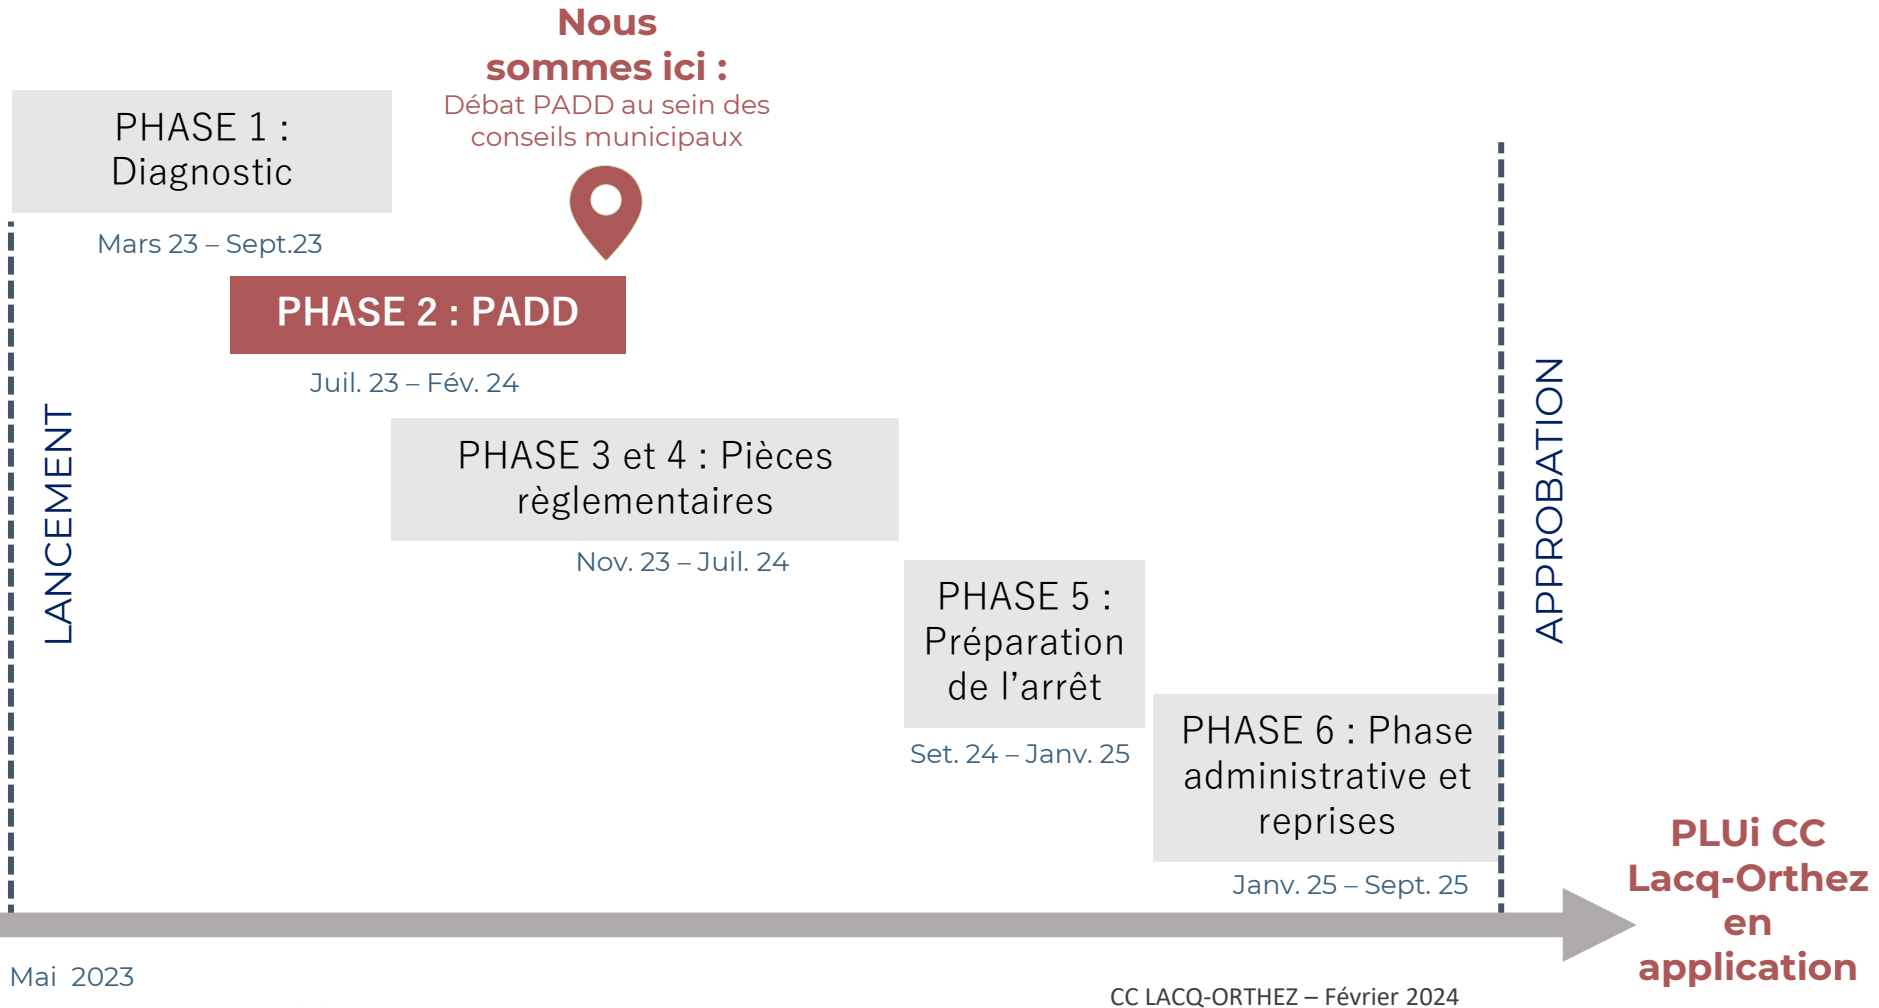 Nous
sommes ici :
Débat PADD au sein des
conseils municipaux
PHASE 1 :
Diagnostic
Mars 23 – Sept.23
PHASE 2 : PADD
Juil. 23 – Fév. 24
PHASE 3 et 4 : Pièces
règlementaires
Nov. 23 – Juil. 24
PHASE 5 :
Préparation
de l’arrêt
Set. 24 – Janv. 25
PHASE 6 : Phase
administrative et
reprises
Janv. 25 – Sept. 25
LANCEMENT
APPROBATION
PLUi CC
Lacq-Orthez
en
application
Mai 2023
CC LACQ-ORTHEZ – Février 2024